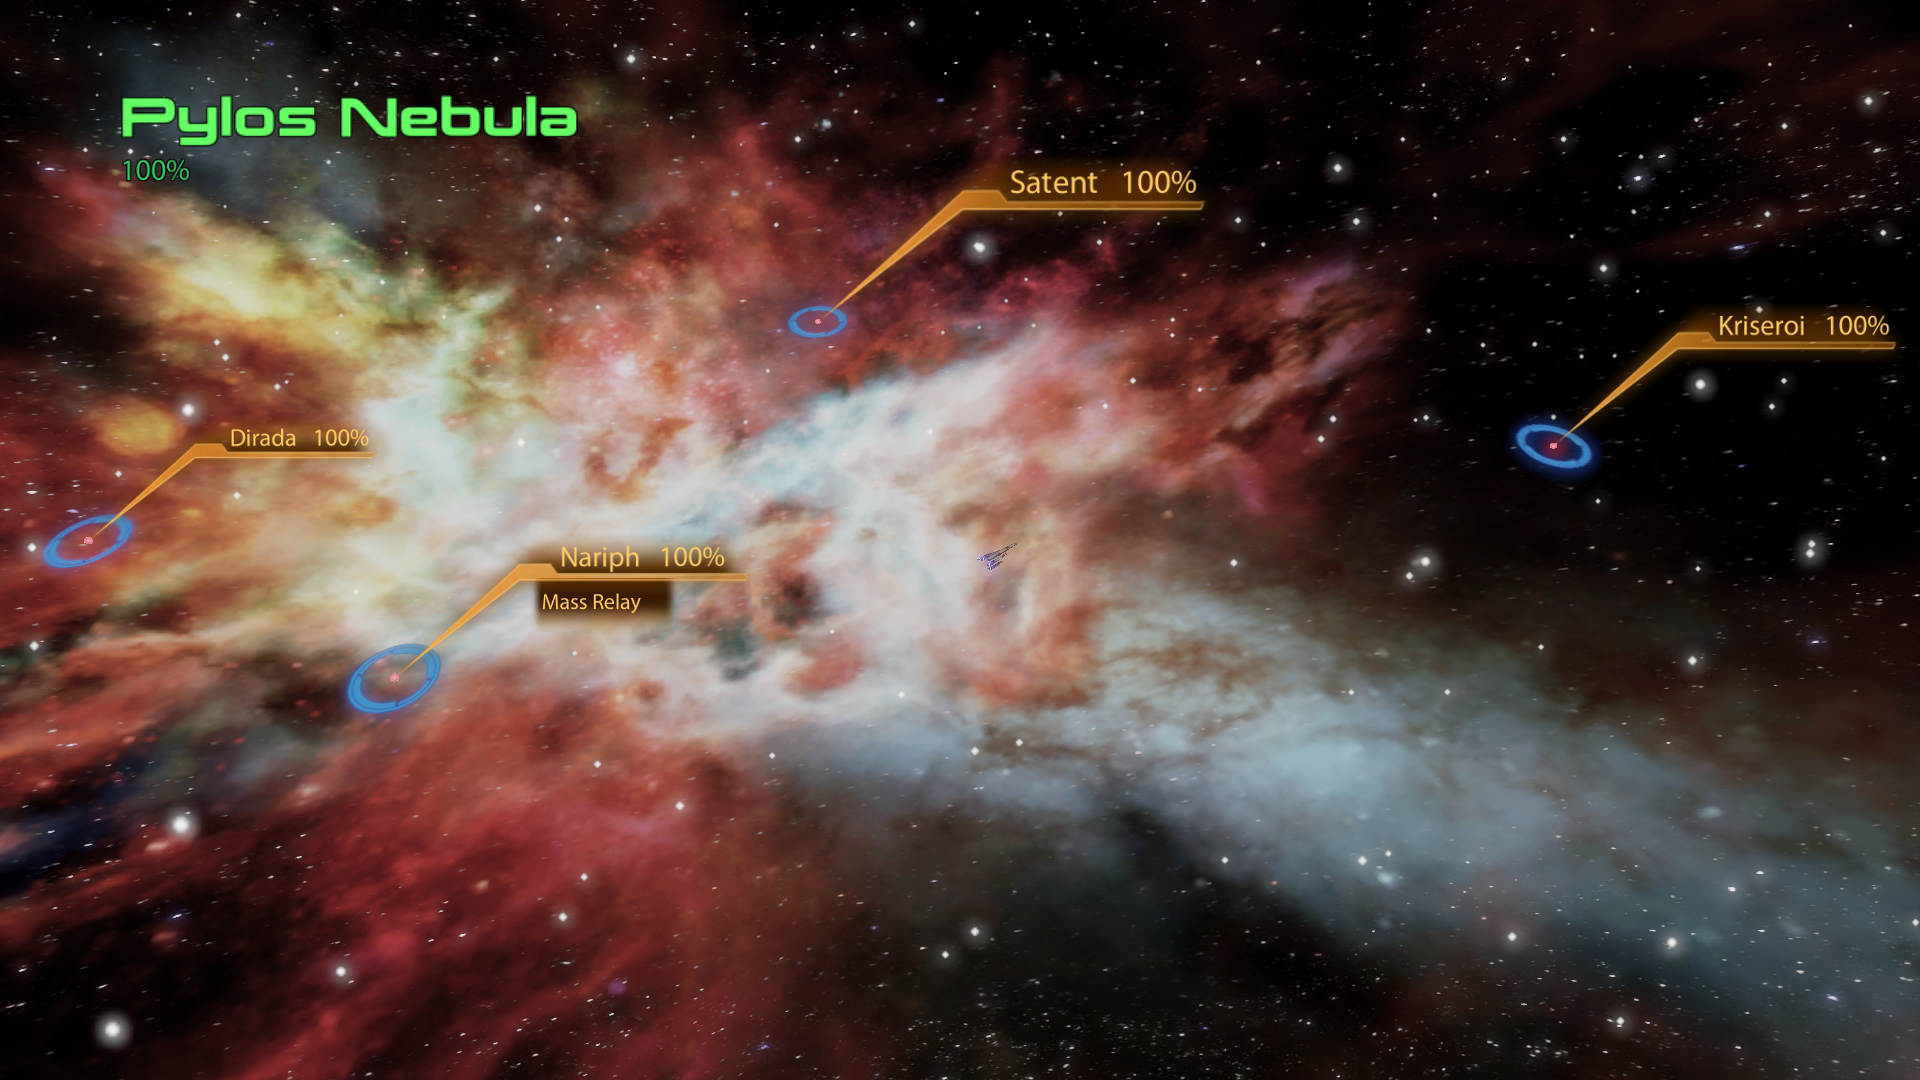 Pylos Nebula
100%
Satent 100%
Kriseroi 100%
Dirada 100%
Nariph 100%
Mass Relay